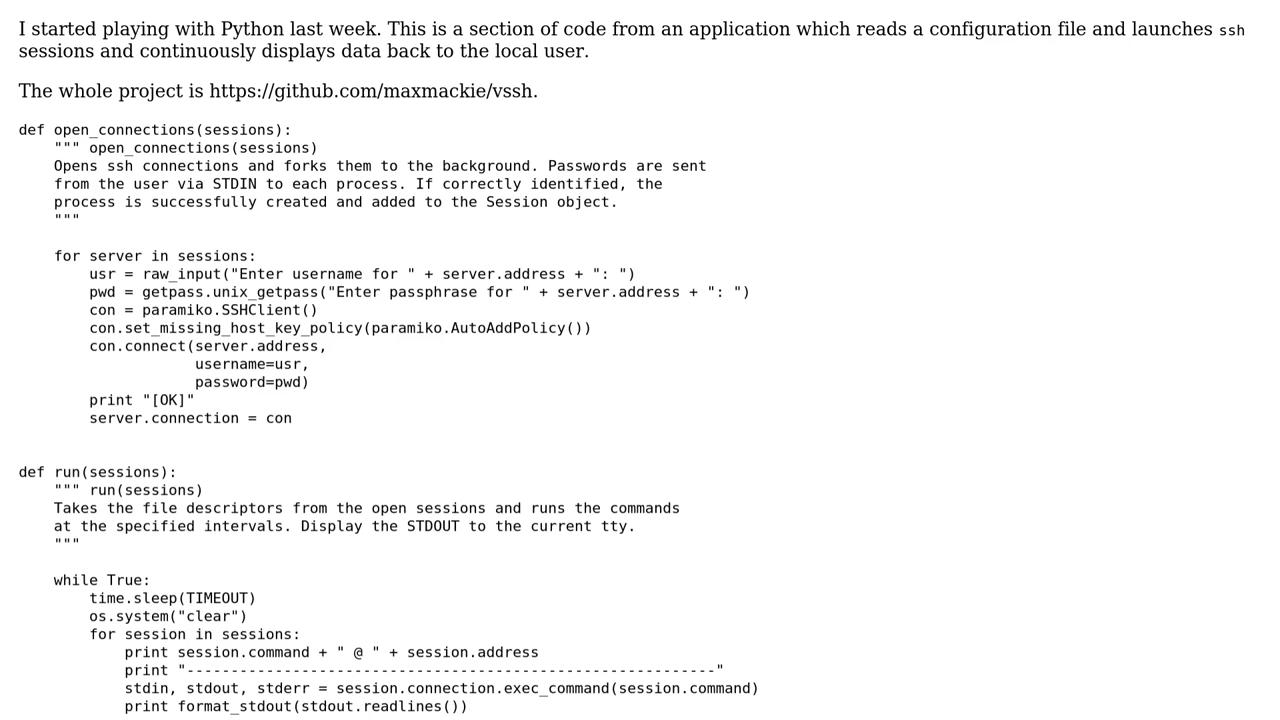 I started playing with Python last week. This is a section of code from an application which reads a configuration file and launches ssh
sessions and continuously displays data back to the local user.
The whole project is https://github.com/maxmackie/vssh.
def open_connections(sessions):
    """ open_connections(sessions)
    Opens ssh connections and forks them to the background. Passwords are sent
    from the user via STDIN to each process. If correctly identified, the
    process is successfully created and added to the Session object.
    """

    for server in sessions:
        usr = raw_input("Enter username for " + server.address + ": ")
        pwd = getpass.unix_getpass("Enter passphrase for " + server.address + ": ")
        con = paramiko.SSHClient()
        con.set_missing_host_key_policy(paramiko.AutoAddPolicy())
        con.connect(server.address,
                    username=usr,
                    password=pwd)
        print "[OK]"
        server.connection = con


def run(sessions):
    """ run(sessions)
    Takes the file descriptors from the open sessions and runs the commands
    at the specified intervals. Display the STDOUT to the current tty.
    """

    while True:
        time.sleep(TIMEOUT)
        os.system("clear")
        for session in sessions:
            print session.command + " @ " + session.address
            print "------------------------------------------------------------"
            stdin, stdout, stderr = session.connection.exec_command(session.command)
            print format_stdout(stdout.readlines())